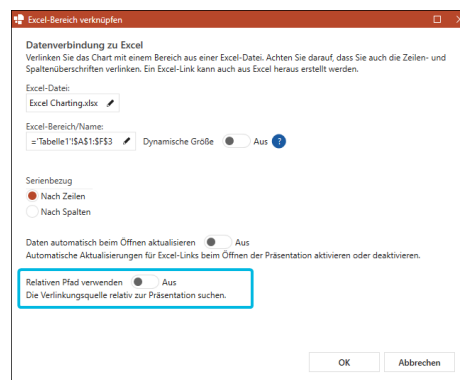 Excel-Bereich verknüpfen
Datenverbindung zu Excel
Verlinken Sie das Chart mit einem Bereich aus einer Excel-Datei. Achten Sie darauf, dass Sie auch die Zeilen- und
Spaltenüberschriften verlinken. Ein Excel-Link kann auch aus Excel heraus erstellt werden.
Excel-Datei:
Excel Charting.xlsx
Excel-Bereich/Name:
='Tabelle1'!$A$1:$F$3 Dynamische Größe Aus ?
Serienbezug
Nach Zeilen
Nach Spalten
Daten automatisch beim Öffnen aktualisieren Aus
Automatische Aktualisierungen für Excel-Links beim Öffnen der Präsentation aktivieren oder deaktivieren.
Relativen Pfad verwenden Aus
Die Verlinkungsquelle relativ zur Präsentation suchen.
OK Abbrechen